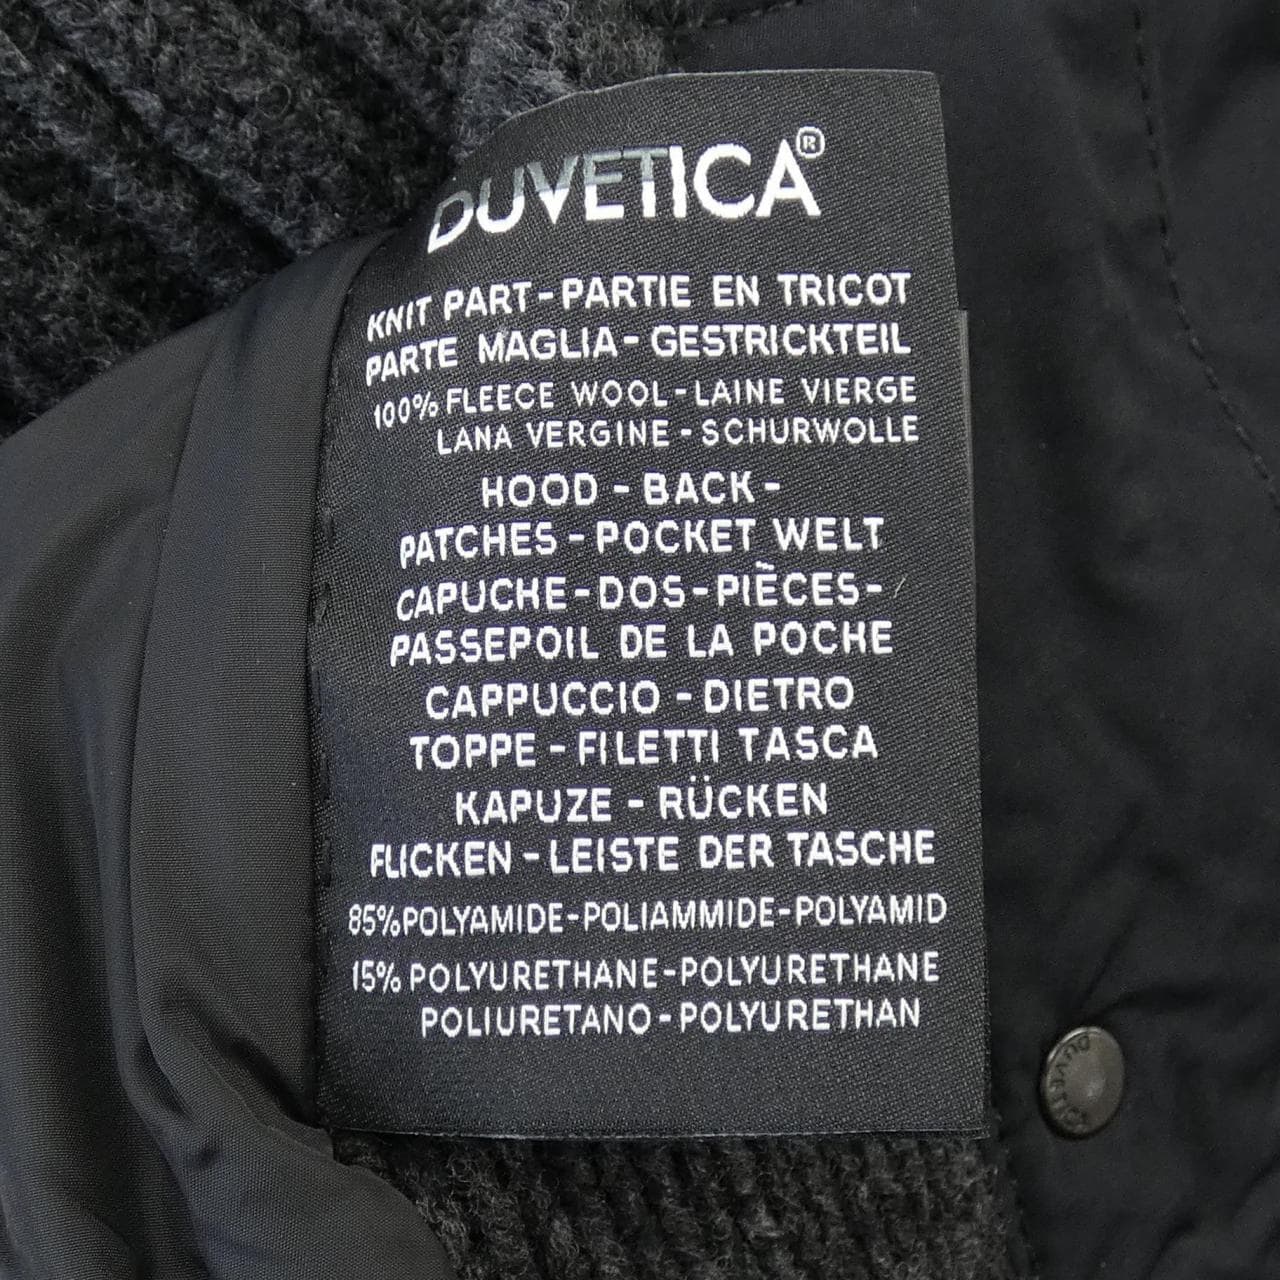 DUVETICA®
KNIT PART-PARTIE EN TRICOT
PARTE MAGLIA-GESTRICKTEIL
100% FLEECE WOOL-LAINE VIERGE
LANA VERGINE-SCHURWOLLE
HOOD - BACK -
PATCHES - POCKET WELT
CAPUCHE-DOS-PIÈCES-
PASSEPOIL DE LA POCHE
CAPPUCCIO - DIETRO
TOPPE - FILETTI TASCA
KAPUZE - RÜCKEN
FLICKEN - LEISTE DER TASCHE
85% POLYAMIDE-POLIAMMIDE-POLYAMID
15% POLYURETHANE-POLYURETHANE
POLIURETANO-POLYURETHAN
DUVETICA